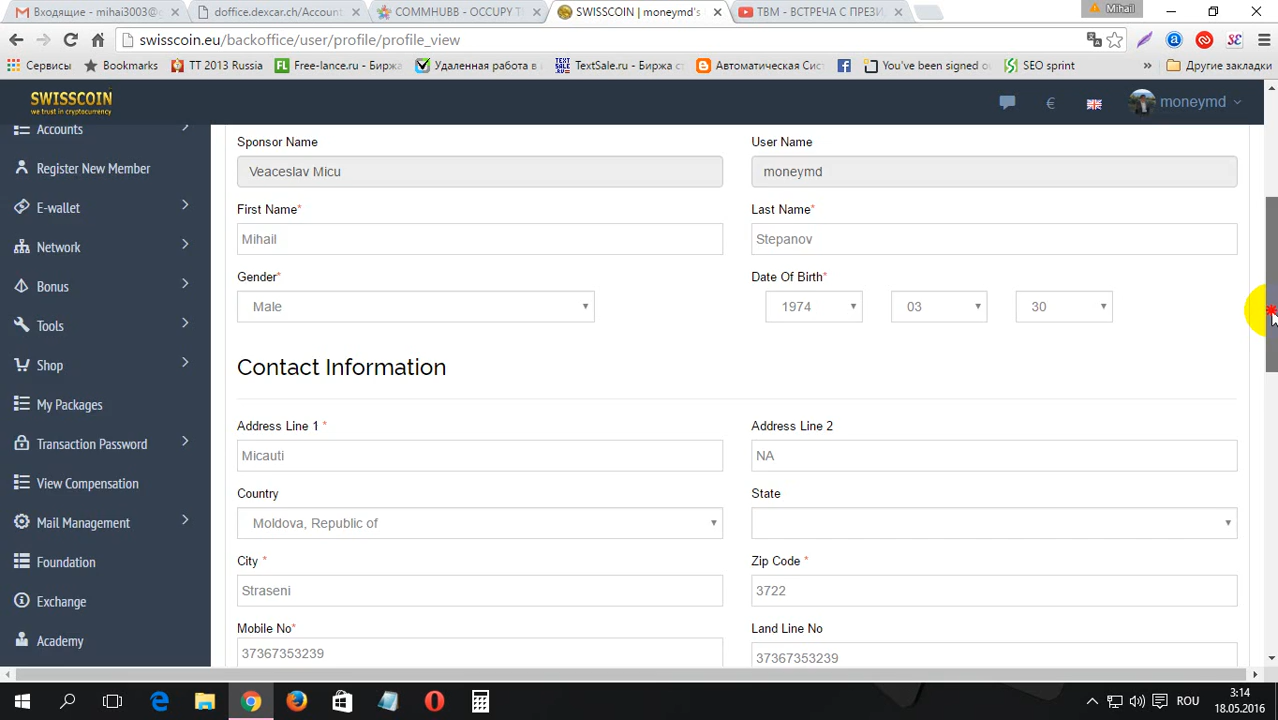 Входящие - mihai3003@
doffice.dexcar.ch/Account
COMMHUBB - OCCUPY T
SWISSCOIN | moneymd's
TBM - ВСТРЕЧА С ПРЕЗИ
Mihail
swisscoin.eu/backoffice/user/profile/profile_view
Сервисы
Bookmarks
TT 2013 Russia
Free-lance.ru - Биржа
Удаленная работа в
TextSale.ru - Биржа с
Автоматическая Сис
You've been signed o
SEO sprint
»
Другие закладки
SWISSCOIN
we trust in cryptocurrency
€
moneymd
Accounts
Register New Member
E-wallet
Network
Bonus
Tools
Shop
My Packages
Transaction Password
View Compensation
Mail Management
Foundation
Exchange
Academy
Sponsor Name
User Name
Veaceslav Micu
moneymd
First Name*
Last Name*
Mihail
Stepanov
Gender*
Date Of Birth*
Male
1974
03
30
Contact Information
Address Line 1 *
Address Line 2
Micauti
NA
Country
State
Moldova, Republic of
City *
Zip Code *
Straseni
3722
Mobile No*
Land Line No
37367353239
37367353239
ROU
3:14
18.05.2016